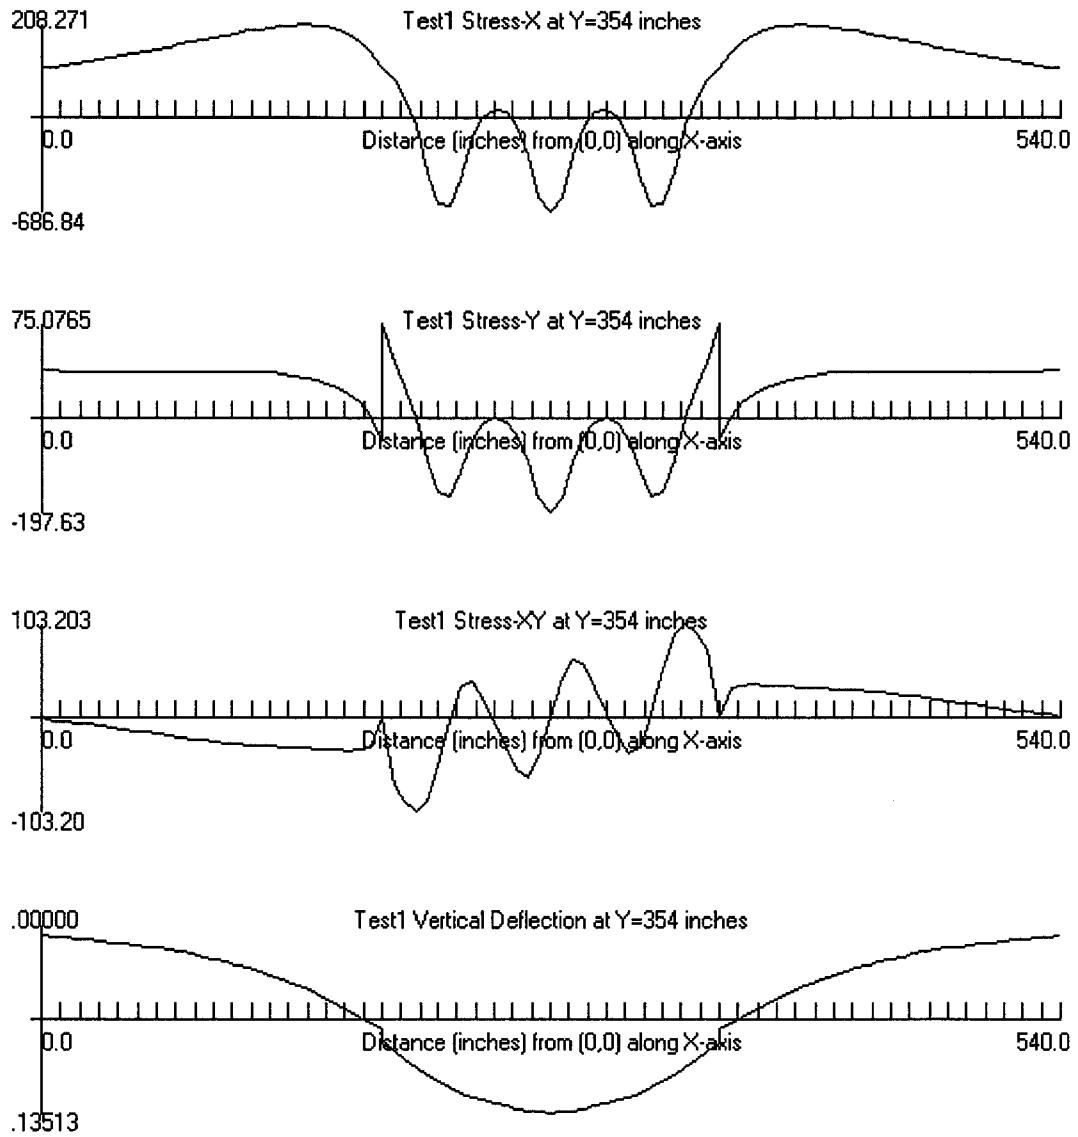 208.271
Test1 Stress-X at Y=354 inches
0.0 Distance (inches) from (0,0) along X-axis 540.0
-686.84
75.0765
Test1 Stress-Y at Y=354 inches
0.0 Distance (inches) from (0,0) along X-axis 540.0
-197.63
103.203
Test1 Stress-XY at Y=354 inches
0.0 Distance (inches) from (0,0) along X-axis 540.0
-103.20
.00000
Test1 Vertical Deflection at Y=354 inches
0.0 Distance (inches) from (0,0) along X-axis 540.0
.13513